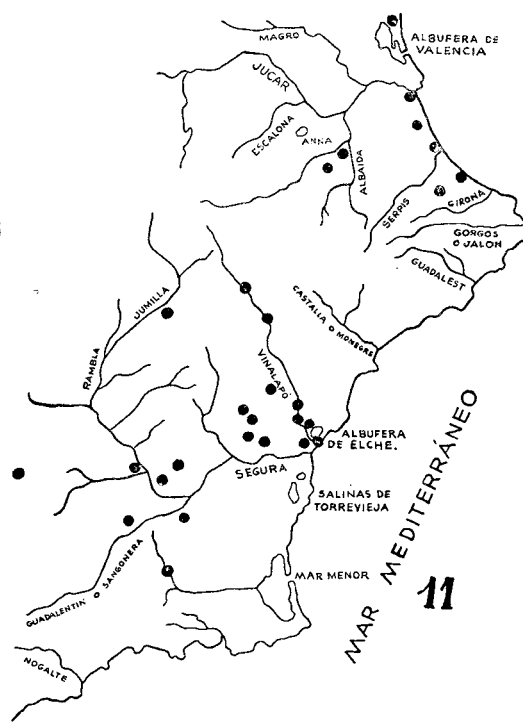 MAGRO
ALBUFERA DE
VALENCIA
JUCAR
ESCALONA
ANNA
ALBAIDA
SERPIS
GIRONA
GORGOS
O JALON
GUADALEST
JUMILLA
RAMBLA
CASTALLA O MONEGRE
VINALAPÓ
ALBUFERA
DE ELCHE.
SEGURA
SALINAS DE
TORREVIEJA
MAR MEDITERRÁNEO
MAR MENOR
11
GUADALENTIN O SANGONERA
NOGALTE